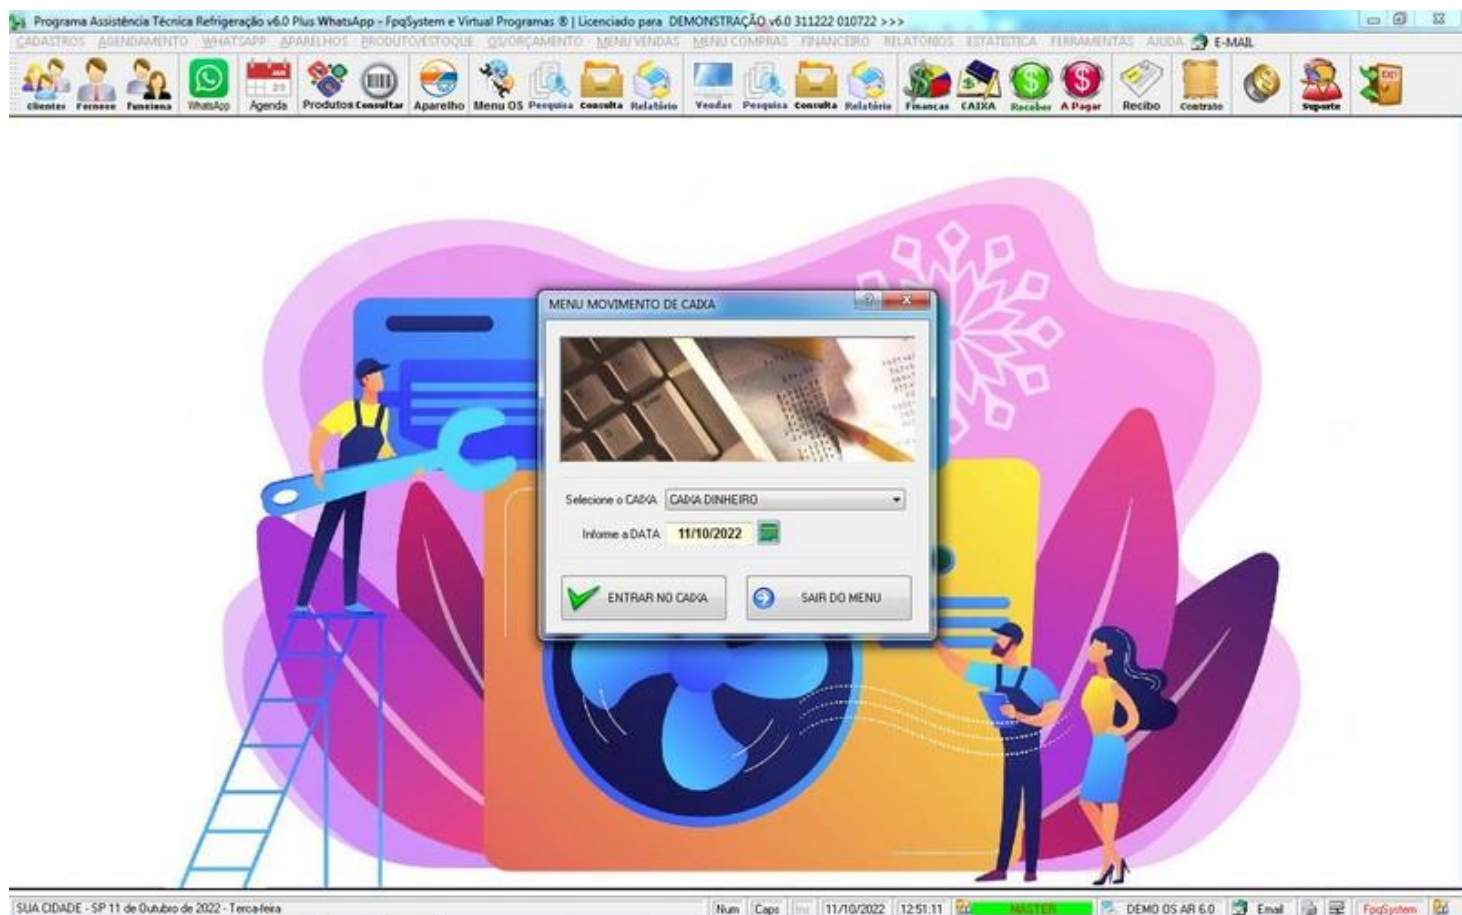 Programa Assistência Técnica Refrigeração v6.0 Plus WhatsApp - FpqSystem e Virtual Programas ® | Licenciado para DEMONSTRAÇÃO v6.0 311222 010722 >>>
CADASTROS AGENDAMENTO WHATSAPP APARELHOS PRODUTO/ESTOQUE OS/ORÇAMENTO MENU VENDAS MENU COMPRAS FINANCEIRO RELATÓRIOS ESTATÍSTICA FERRAMENTAS AJUDA E-MAIL
Clientes Fornece Funciona WhatsApp Agenda Produtos Consultar Aparelho Menu OS Pesquisa Consulta Relatório Vendas Pesquisa Consulta Relatório Finanças CAIXA Receber A Pagar Recibo Contrato Suporte
MENU MOVIMENTO DE CAIXA
Selecione o CAIXA CAIXA DINHEIRO
Informe a DATA 11/10/2022
ENTRAR NO CAIXA SAIR DO MENU
SUA CIDADE - SP 11 de Outubro de 2022 - Terca-feira Num Caps Ins 11/10/2022 12:51:11 MASTER DEMO OS AR 6.0 Email FpqSystem